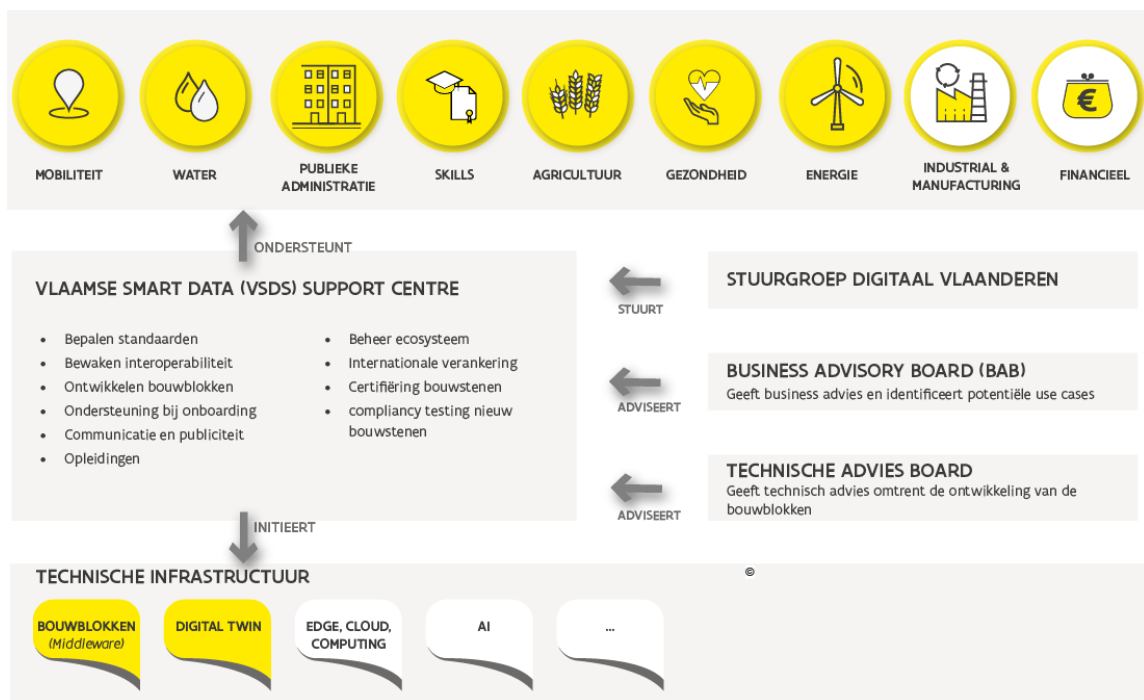 €
MOBILITEIT
WATER
PUBLIEKE
ADMINISTRATIE
SKILLS
AGRICULTUUR
GEZONDHEID
ENERGIE
INDUSTRIAL &
MANUFACTURING
FINANCIEEL
ONDERSTEUNT
VLAAMSE SMART DATA (VSDS) SUPPORT CENTRE
• Bepalen standaarden
• Bewaken interoperabiliteit
• Ontwikkelen bouwblokken
• Ondersteuning bij onboarding
• Communicatie en publiciteit
• Opleidingen
• Beheer ecosysteem
• Internationale verankering
• Certifiëring bouwstenen
• compliancy testing nieuw
bouwstenen
STUURT
STUURGROEP DIGITAAL VLAANDEREN
ADVISEERT
BUSINESS ADVISORY BOARD (BAB)
Geeft business advies en identificeert potentiële use cases
ADVISEERT
TECHNISCHE ADVIES BOARD
Geeft technisch advies omtrent de ontwikkeling van de
bouwblokken
INITIEERT
TECHNISCHE INFRASTRUCTUUR
©
BOUWBLOKKEN
(Middleware)
DIGITAL TWIN
EDGE, CLOUD,
COMPUTING
AI
...